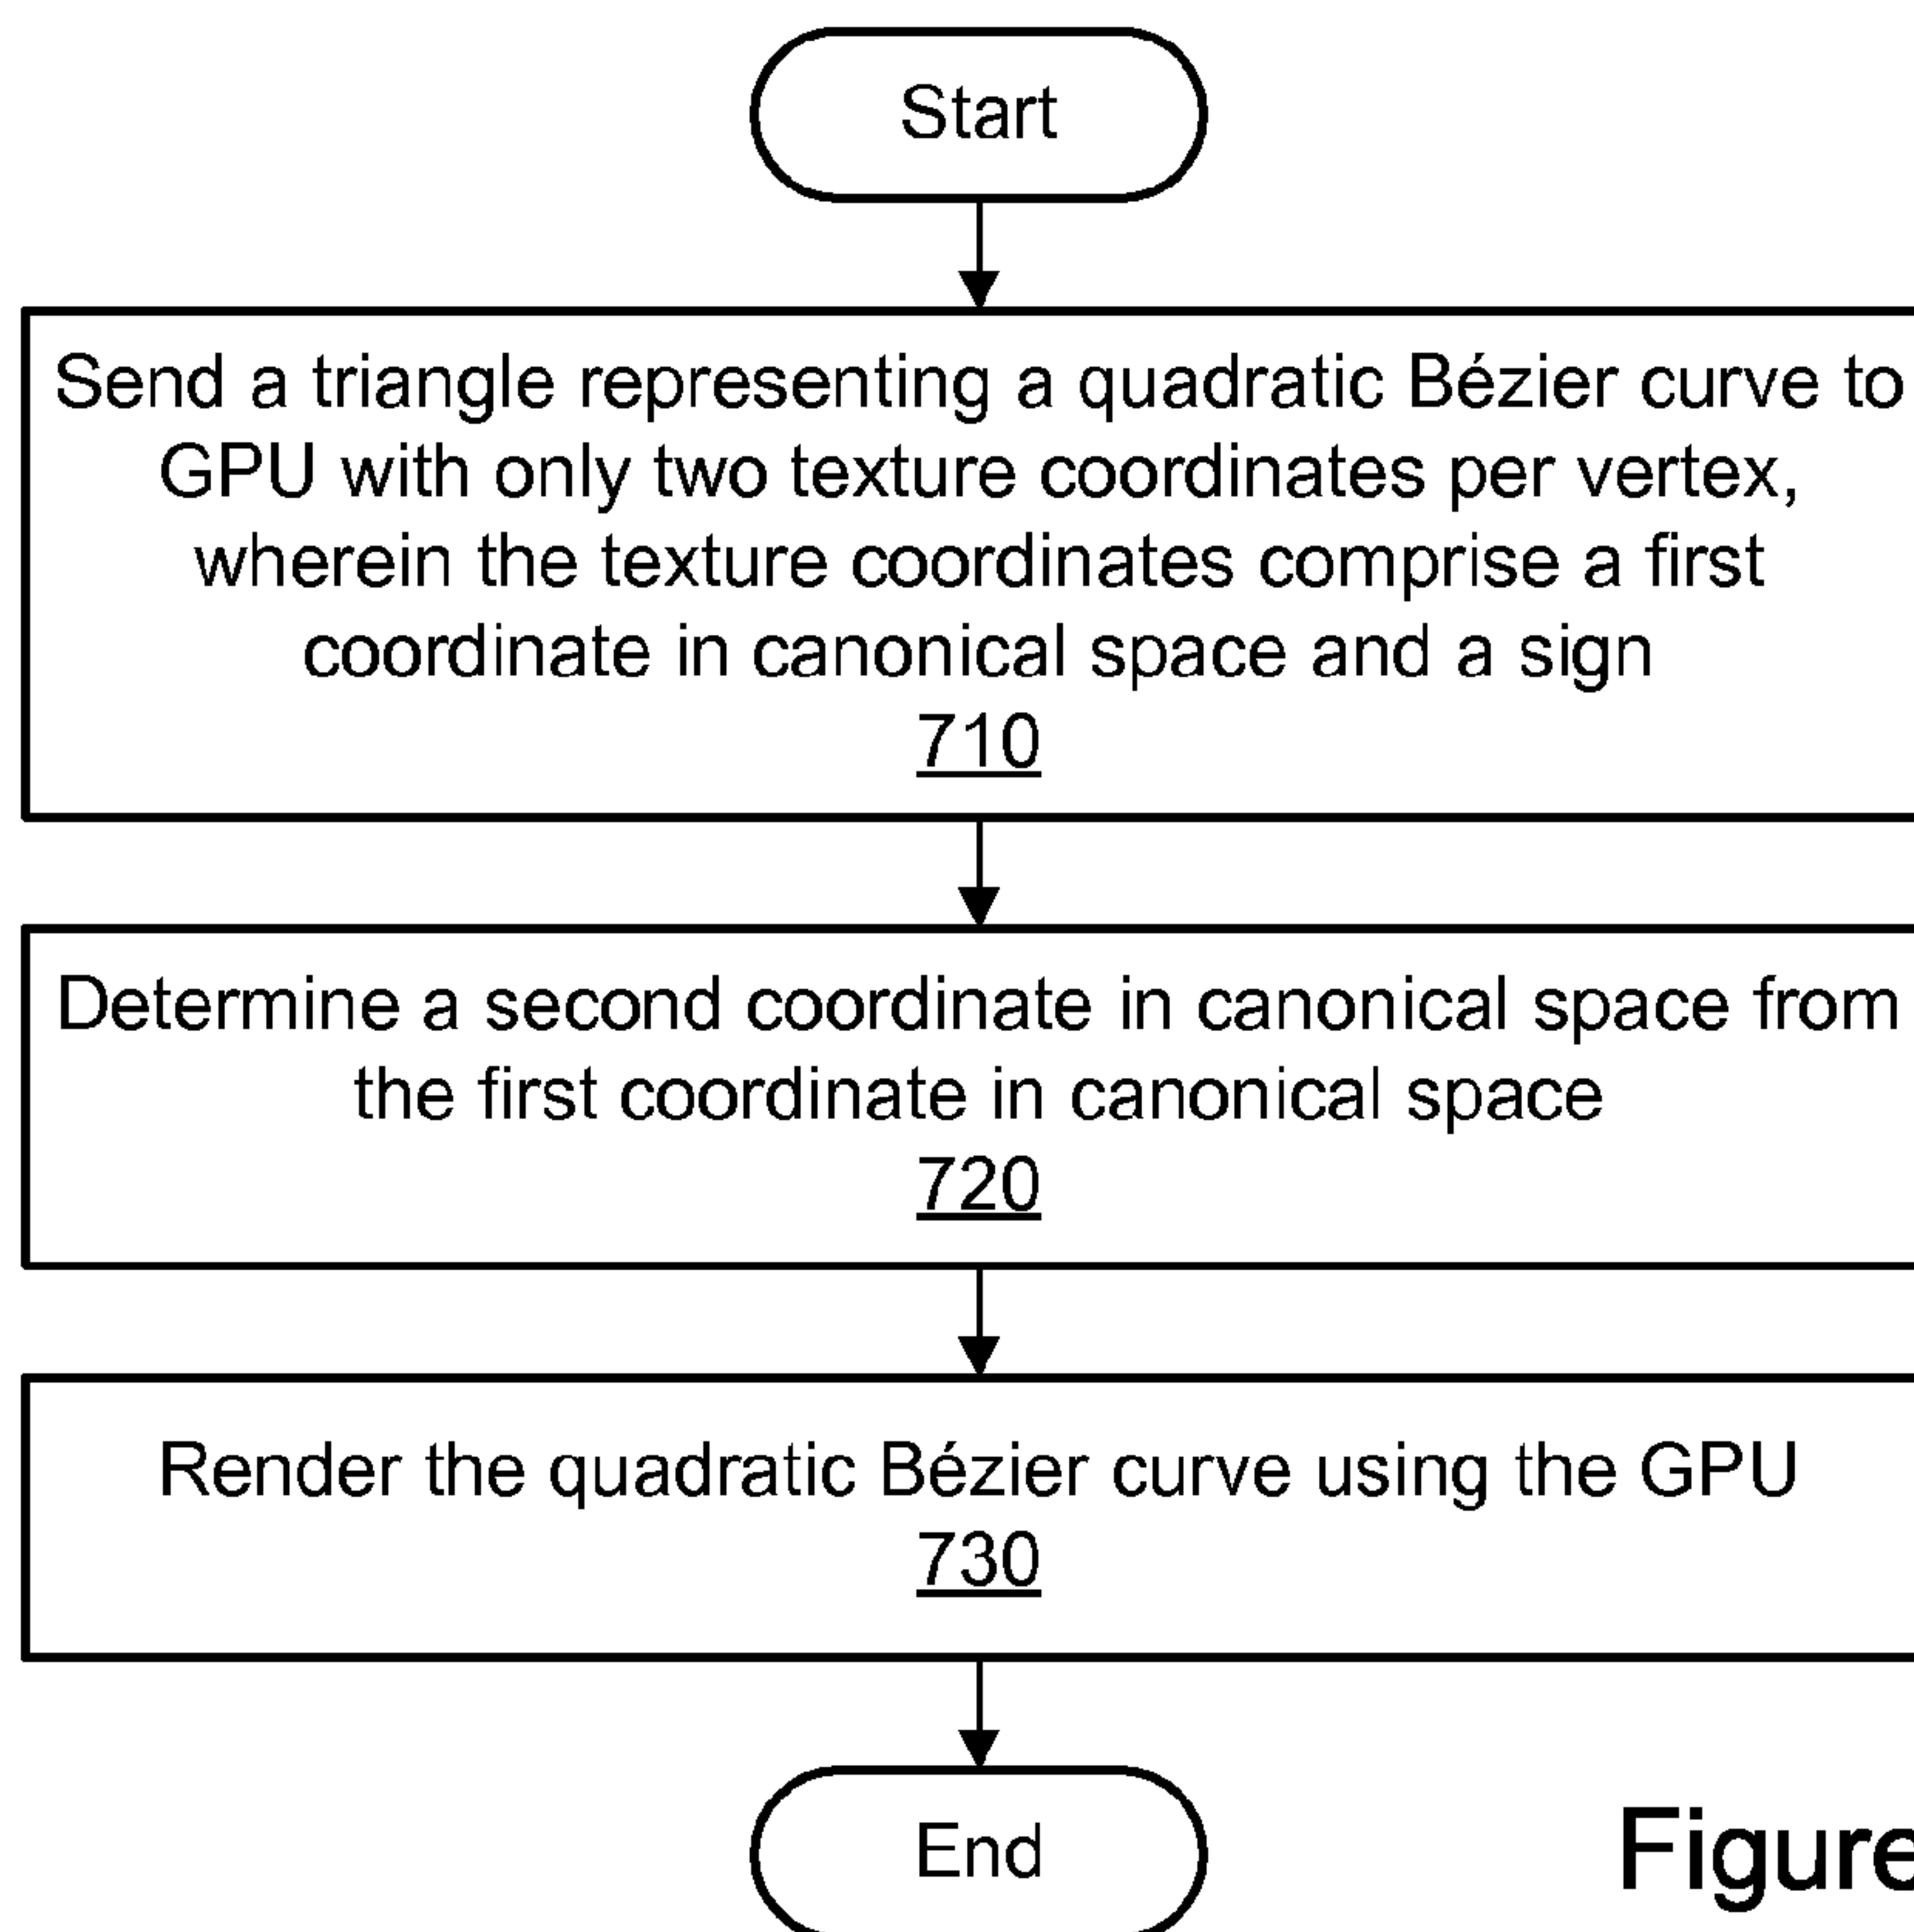 Start
Send a triangle representing a quadratic Bézier curve to
GPU with only two texture coordinates per vertex,
wherein the texture coordinates comprise a first
coordinate in canonical space and a sign
710
Determine a second coordinate in canonical space from
the first coordinate in canonical space
720
Render the quadratic Bézier curve using the GPU
730
End
Figure